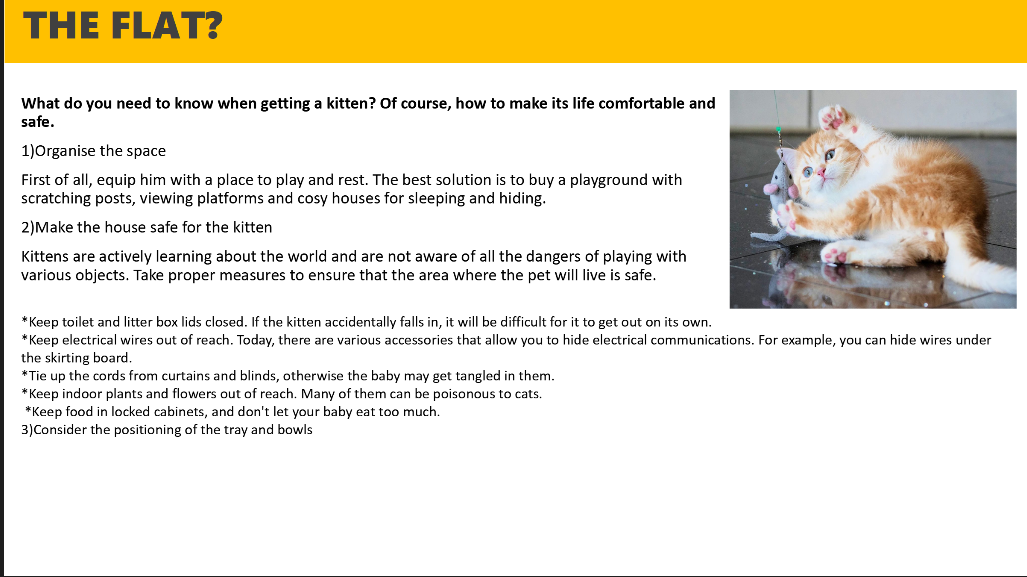 THE FLAT?
What do you need to know when getting a kitten? Of course, how to make its life comfortable and
safe.
1)Organise the space
First of all, equip him with a place to play and rest. The best solution is to buy a playground with
scratching posts, viewing platforms and cosy houses for sleeping and hiding.
2)Make the house safe for the kitten
Kittens are actively learning about the world and are not aware of all the dangers of playing with
various objects. Take proper measures to ensure that the area where the pet will live is safe.
*Keep toilet and litter box lids closed. If the kitten accidentally falls in, it will be difficult for it to get out on its own.
*Keep electrical wires out of reach. Today, there are various accessories that allow you to hide electrical communications. For example, you can hide wires under
the skirting board.
*Tie up the cords from curtains and blinds, otherwise the baby may get tangled in them.
*Keep indoor plants and flowers out of reach. Many of them can be poisonous to cats.
*Keep food in locked cabinets, and don't let your baby eat too much.
3)Consider the positioning of the tray and bowls